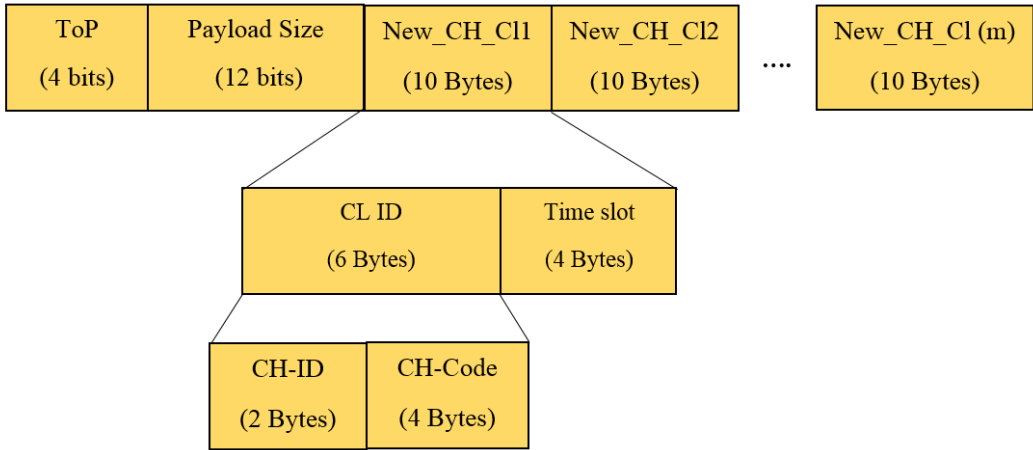 ToP
(4 bits)
Payload Size
(12 bits)
New_CH_Cl1
(10 Bytes)
New_CH_Cl2
(10 Bytes)
....
New_CH_Cl (m)
(10 Bytes)
CL ID
(6 Bytes)
Time slot
(4 Bytes)
CH-ID
(2 Bytes)
CH-Code
(4 Bytes)